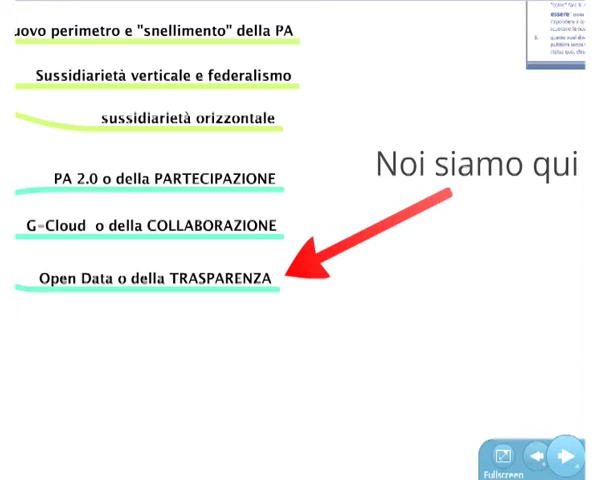 uovo perimetro e "snellimento" della PA
Sussidiarietà verticale e federalismo
sussidiarietà orizzontale
PA 2.0 o della PARTECIPAZIONE
Noi siamo qui
G-Cloud o della COLLABORAZIONE
Open Data o della TRASPARENZA
essere
Fullscreen